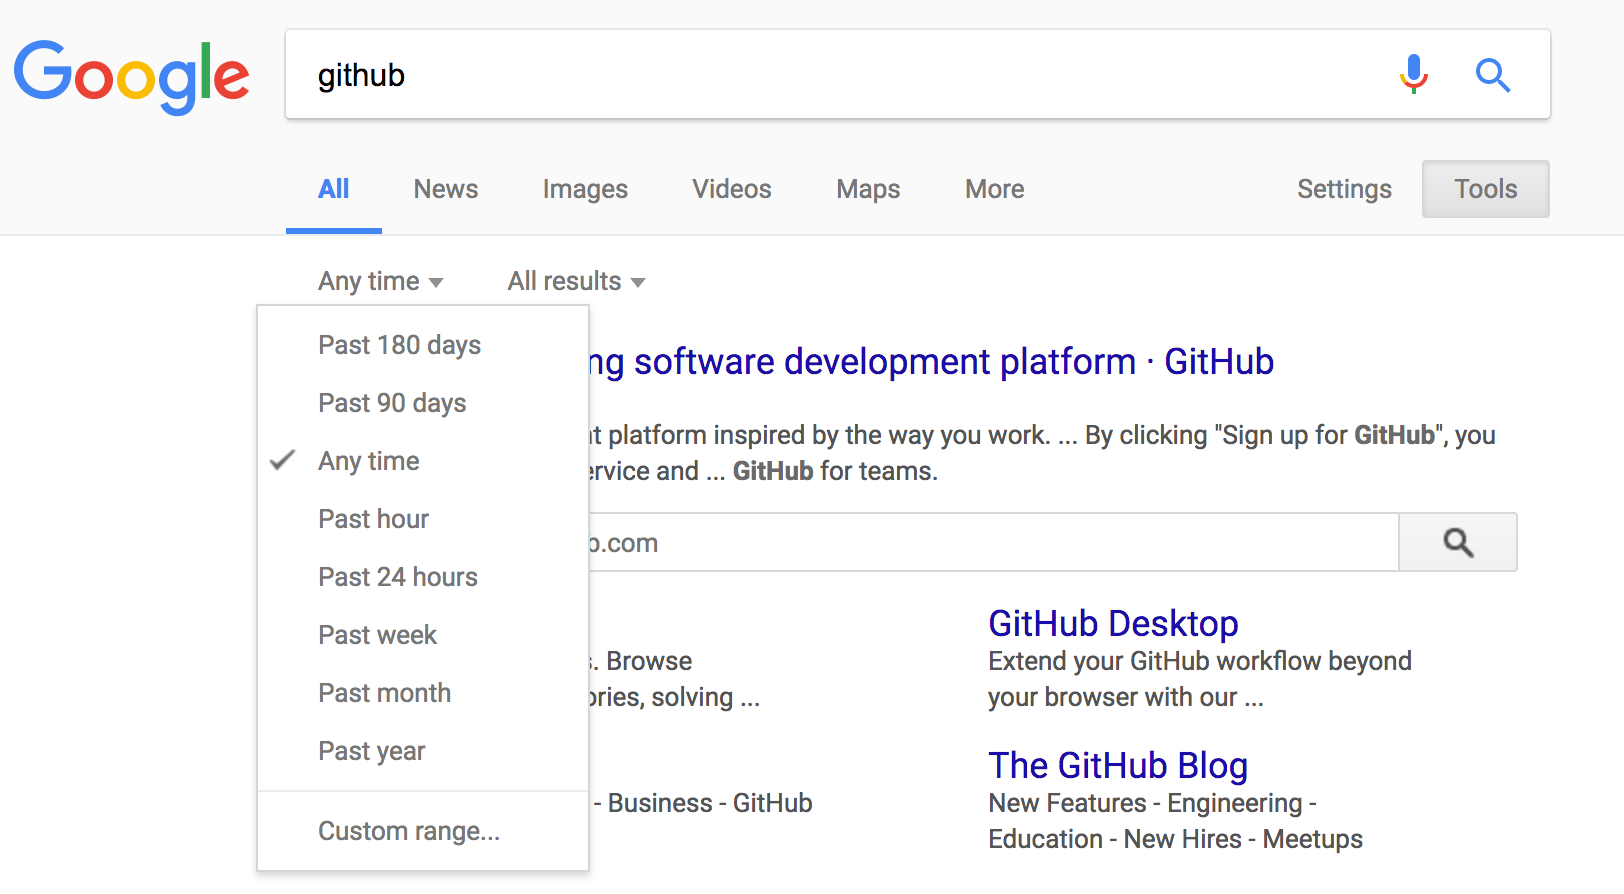 Google
github
All News Images Videos Maps More Settings Tools
Any time All results
Past 180 days
Past 90 days
Any time
Past hour
Past 24 hours
Past week
Past month
Past year
Custom range...
software development platform · GitHub
platform inspired by the way you work. ... By clicking "Sign up for GitHub", you
and ... GitHub for teams.
.com
. Browse
solving ...
- Business - GitHub
GitHub Desktop
Extend your GitHub workflow beyond
your browser with our ...
The GitHub Blog
New Features - Engineering -
Education - New Hires - Meetups